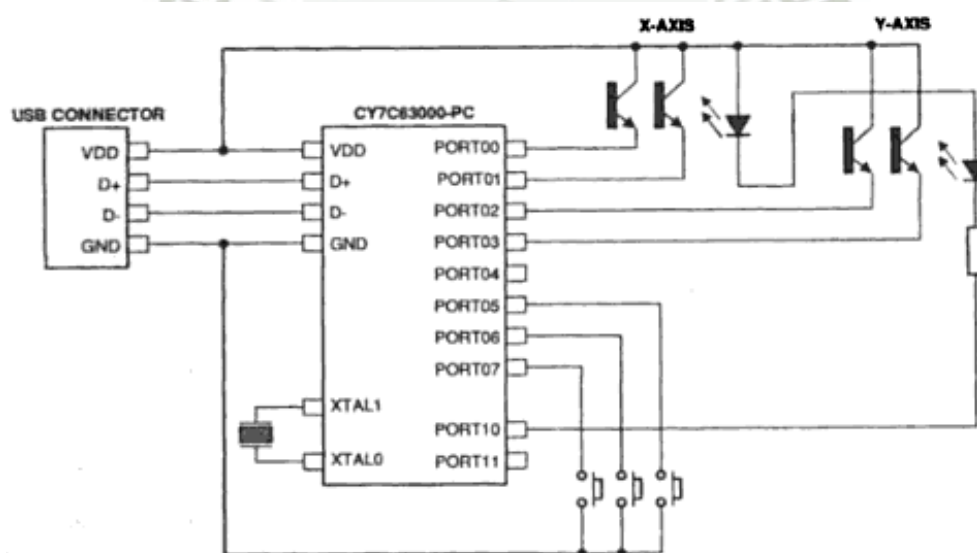 X-AXIS
Y-AXIS
USB CONNECTOR
CY7C63000-PC
VDD
D+
D-
GND
VDD
D+
D-
GND
XTAL1
XTAL0
PORT00
PORT01
PORT02
PORT03
PORT04
PORT05
PORT06
PORT07
PORT10
PORT11